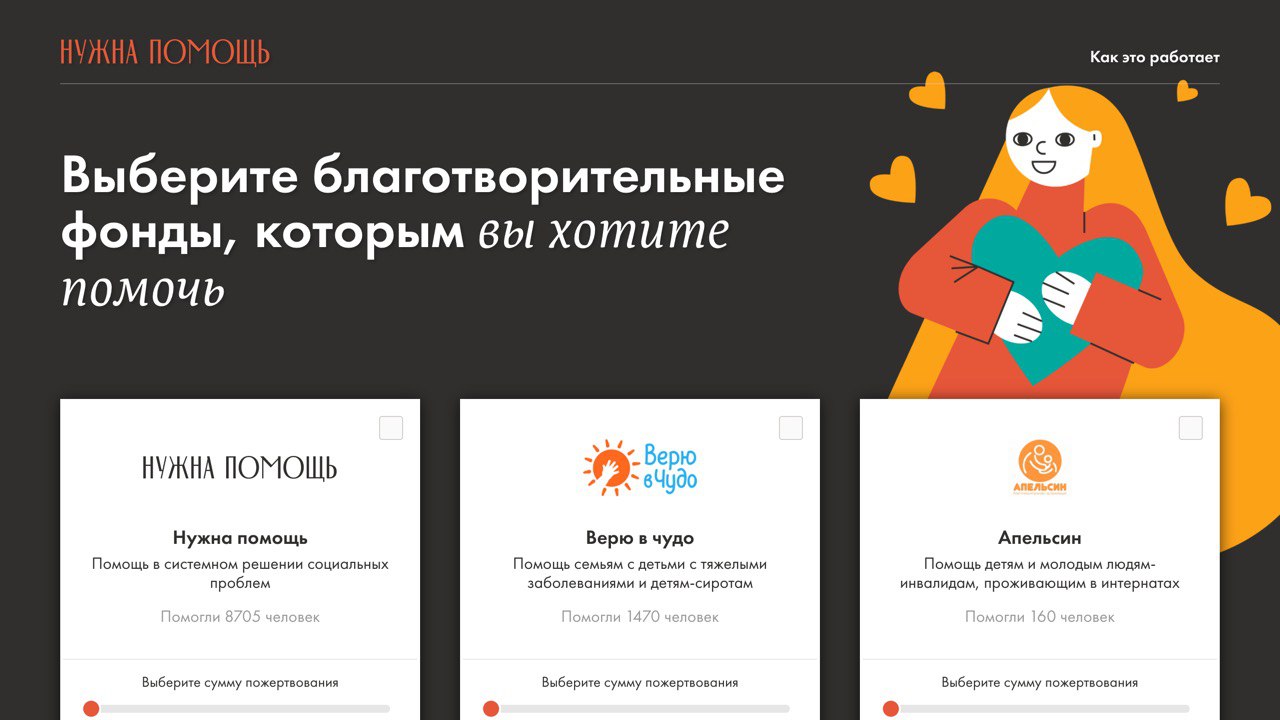 НУЖНА ПОМОЩЬ
Как это работает
Выберите благотворительные
фонды, которым вы хотите
помочь
НУЖНА ПОМОЩЬ
Нужна помощь
Помощь в системном решении социальных
проблем
Помогли 8705 человек
Выберите сумму пожертвования
Верю
в Чудо
Верю в чудо
Помощь семьям с детьми с тяжелыми
заболеваниями и детям-сиротам
Помогли 1470 человек
Выберите сумму пожертвования
АПЕЛЬСИН
Апельсин
Помощь детям и молодым людям-
инвалидам, проживающим в интернатах
Помогли 160 человек
Выберите сумму пожертвования